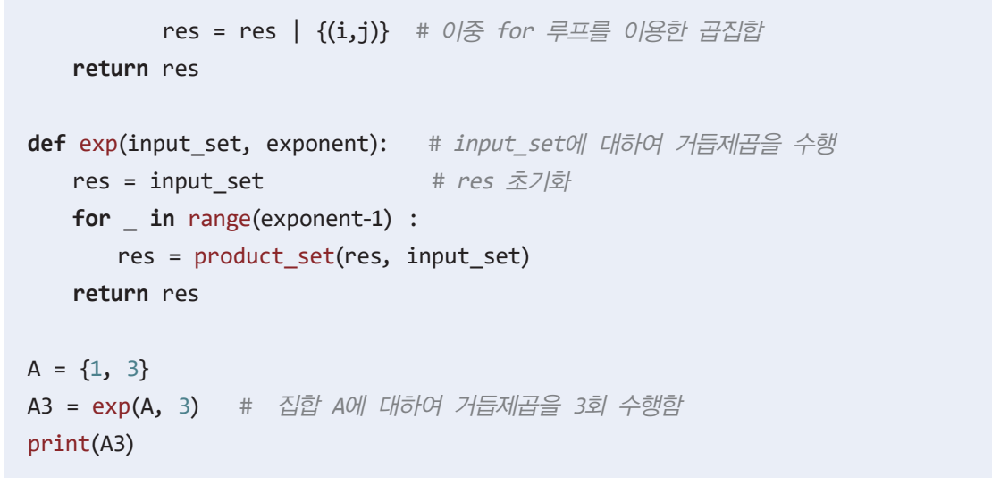 res = res | {(i,j)}  # 이중 for 루프를 이용한 곱집합
return res
def exp(input_set, exponent):   # input_set에 대하여 거듭제곱을 수행
res = input_set   # res 초기화
for _ in range(exponent-1) :
res = product_set(res, input_set)
return res
A = {1, 3}
A3 = exp(A, 3)   #  집합 A에 대하여 거듭제곱을 3회 수행함
print(A3)